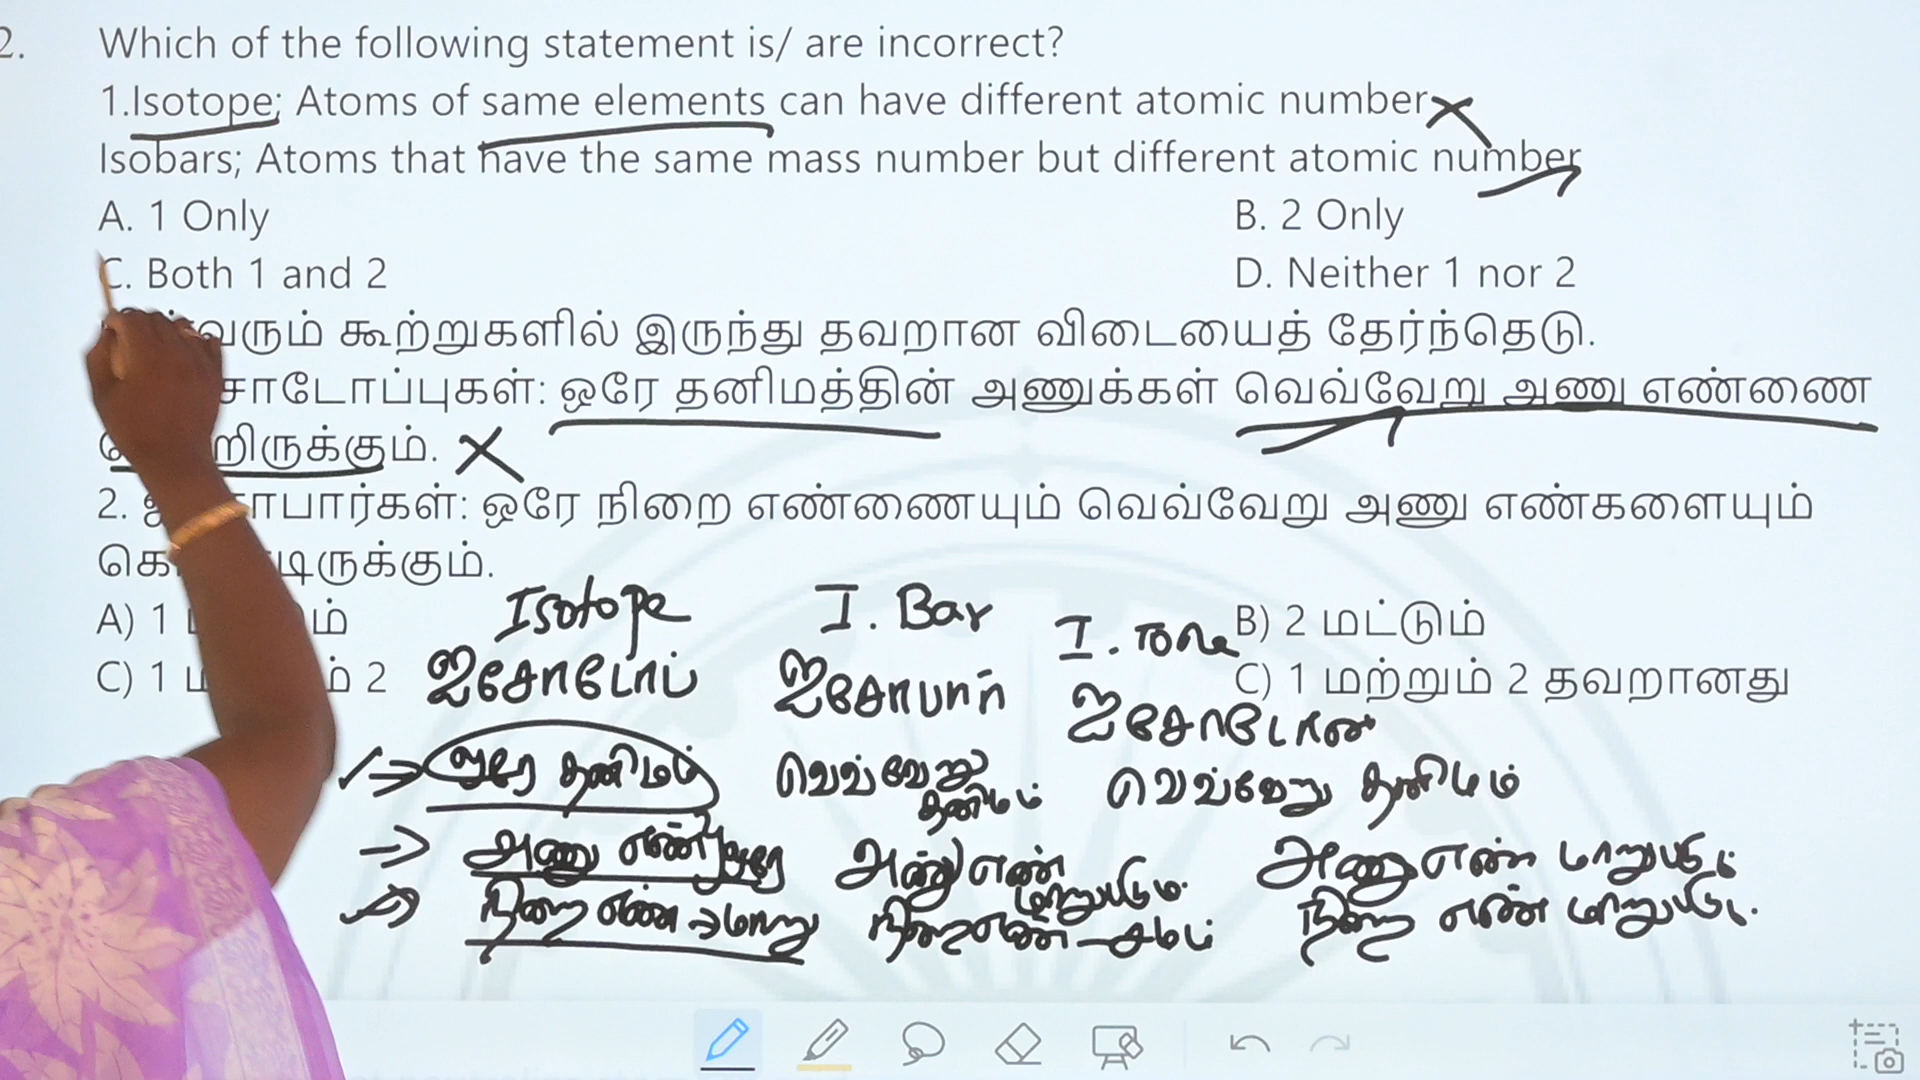 2. Which of the following statement is/ are incorrect?
1.Isotope; Atoms of same elements can have different atomic number
Isobars; Atoms that have the same mass number but different atomic number
A. 1 Only B. 2 Only
C. Both 1 and 2 D. Neither 1 nor 2
கூற்றுகளில் இருந்து தவறான விடையைத் தேர்ந்தெடு.
ஒரே தனிமத்தின் அணுக்கள் வெவ்வேறு அணு எண்ணை
2. ஒரே நிறை எண்ணையும் வெவ்வேறு அணு எண்களையும்
A) 1 B) 2 மட்டும்
C) 1 2 C) 1 மற்றும் 2 தவறானது
Isotope I. Bar I. Tone
ஐசோடோப் ஐசோபார் ஐசோடோன்
ஒரே தனிமம் வெவ்வேறு தனிமம் வெவ்வேறு தனிமம்
அணு எண் ஒரே அணு எண் மாறுபடும் அணு எண் மாறுபடும்
நிறை எண் மாறு நிறை எண் சமம் நிறை எண் மாறுபடும்.